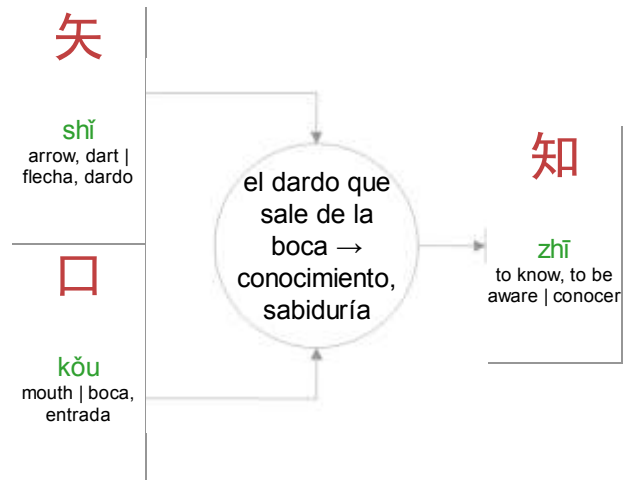 矢
shǐ
arrow, dart |
flecha, dardo
口
kǒu
mouth | boca,
entrada
el dardo que
sale de la
boca →
conocimiento,
sabiduría
知
zhī
to know, to be
aware | conocer